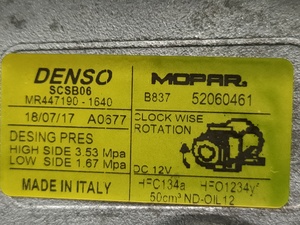 DENSO
SCSB06
MR447190 - 1640
18/07/17 A0677
DESING PRES
HIGH SIDE 3.53 Mpa
LOW SIDE 1.67 Mpa
MADE IN ITALY
MOPAR.
B837 52060461
CLOCK WISE
ROTATION
DC 12V
HFC134a HFO1234yf
50cm³ ND-OIL12